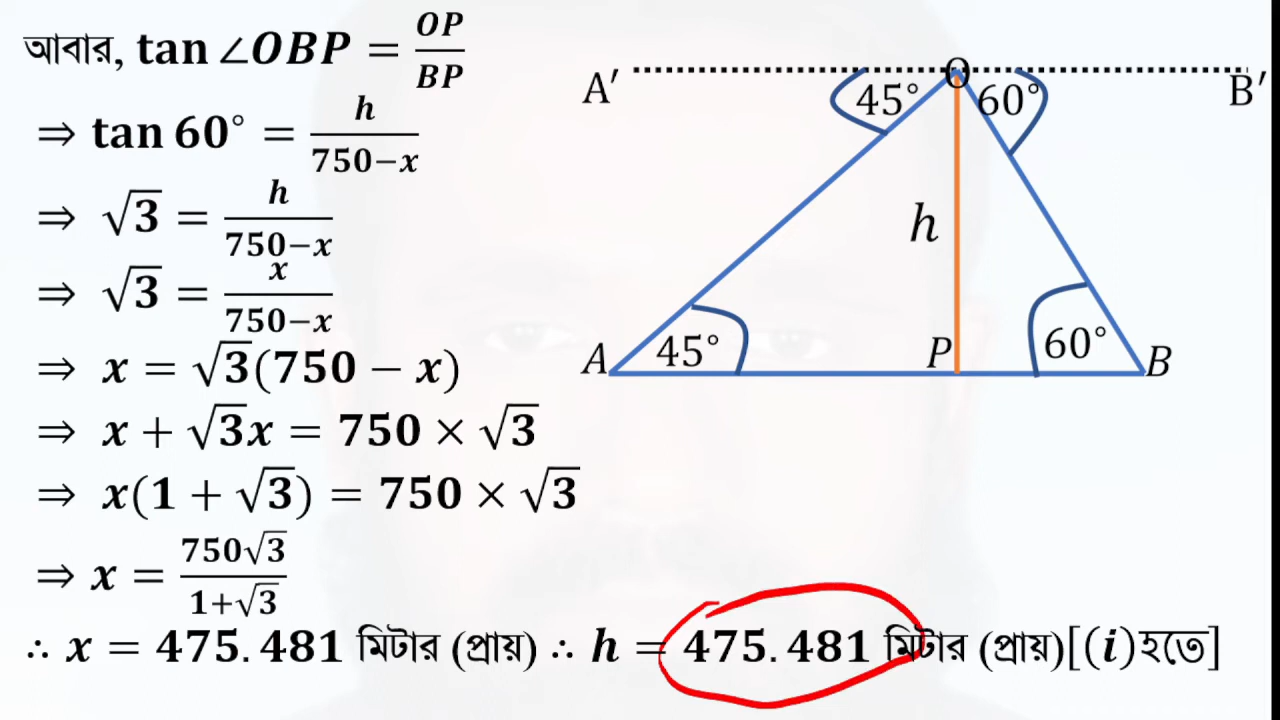 আবার, tan ∠OBP = OP/BP
⇒ tan 60° = h/(750−x)
⇒ √3 = h/(750−x)
⇒ √3 = x/(750−x)
⇒ x = √3(750 − x)
⇒ x + √3x = 750 × √3
⇒ x(1 + √3) = 750 × √3
⇒ x = 750√3/(1+√3)
∴ x = 475.481 মিটার (প্রায়) ∴ h = 475.481 মিটার (প্রায়)[(i)হতে]
A′ O B′
45° 60°
h
A 45° P 60° B